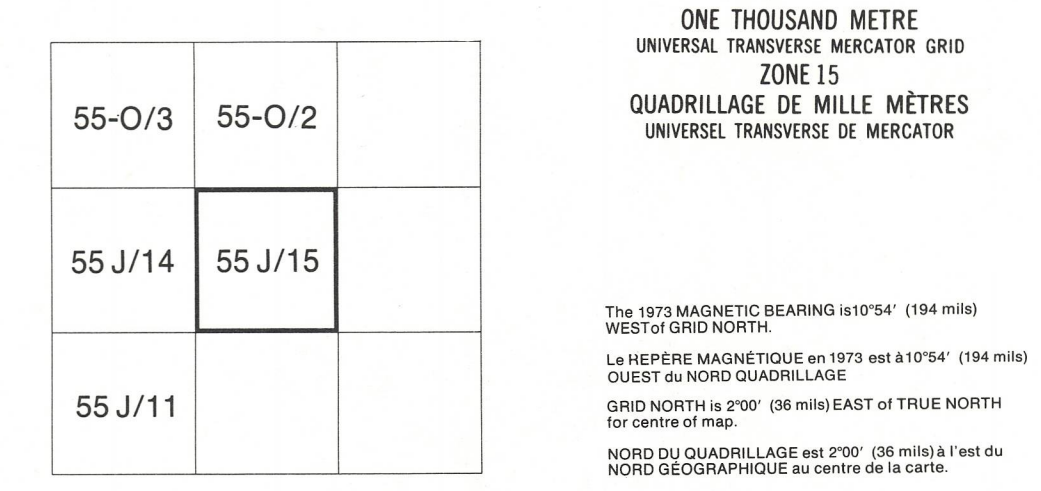 55-O/3
55-O/2
55 J/14
55 J/15
55 J/11
ONE THOUSAND METRE
UNIVERSAL TRANSVERSE MERCATOR GRID
ZONE 15
QUADRILLAGE DE MILLE MÈTRES
UNIVERSEL TRANSVERSE DE MERCATOR
The 1973 MAGNETIC BEARING is10°54′ (194 mils)
WESTof GRID NORTH.
Le HEPÈRE MAGNÉTIQUE en 1973 est à10°54′ (194 mils)
OUEST du NORD QUADRILLAGE
GRID NORTH is 2°00′ (36 mils) EAST of TRUE NORTH
for centre of map.
NORD DU QUADRILLAGE est 2°00′ (36 mils) à l'est du
NORD GÉOGRAPHIQUE au centre de la carte.